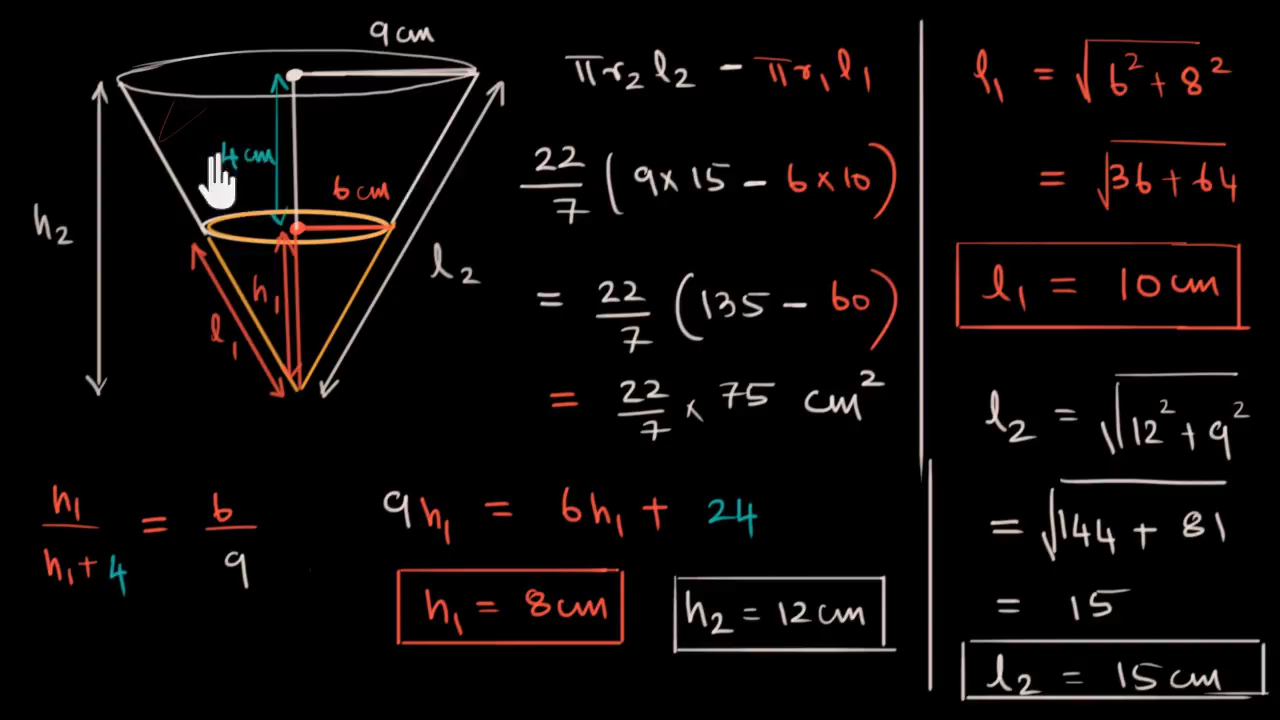 9 cm
4 cm
6 cm
h₂
h₁
l₁
l₂
πr₂l₂ − πr₁l₁
22/7 (9 × 15 − 6 × 10)
= 22/7 (135 − 60)
= 22/7 × 75 cm²
h₁/(h₁ + 4) = 6/9
9h₁ = 6h₁ + 24
h₁ = 8 cm
h₂ = 12 cm
l₁ = √(6² + 8²)
= √(36 + 64)
l₁ = 10 cm
l₂ = √(12² + 9²)
= √(144 + 81)
= 15
l₂ = 15 cm